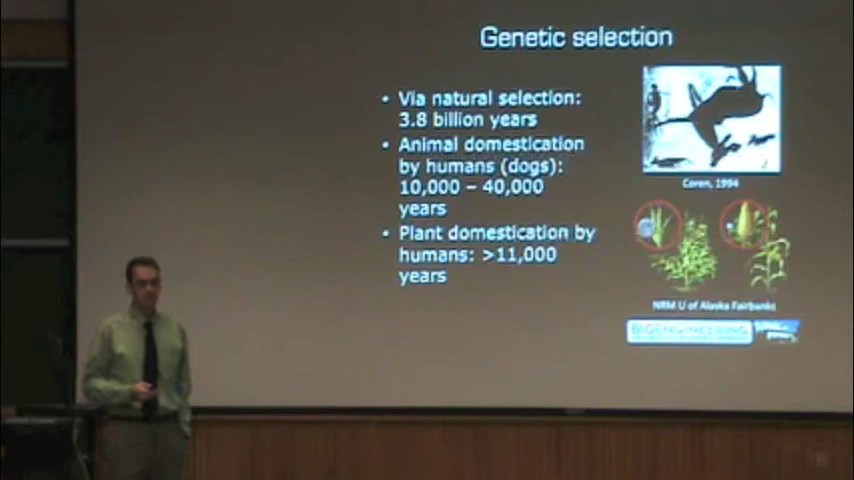 Genetic selection
• Via natural selection:
3.8 billion years
• Animal domestication
by humans (dogs):
10,000 – 40,000
years
• Plant domestication by
humans: >11,000
years
Coren, 1994
NRM U of Alaska Fairbanks
BIOENGINEERING